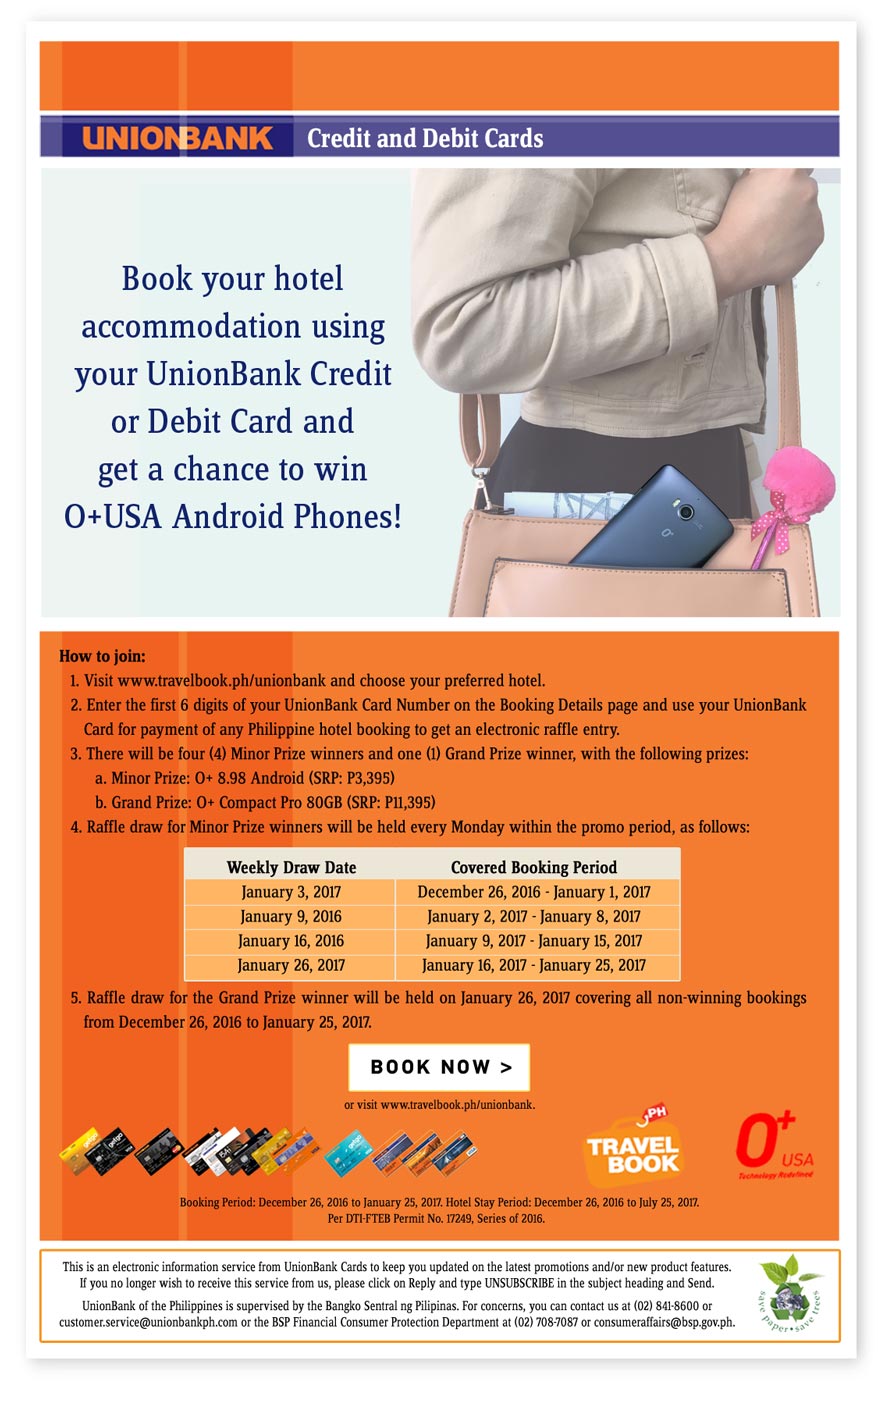 UNIONBANK Credit and Debit Cards
Book your hotel
accommodation using
your UnionBank Credit
or Debit Card and
get a chance to win
O+USA Android Phones!
How to join:
1. Visit www.travelbook.ph/unionbank and choose your preferred hotel.
2. Enter the first 6 digits of your UnionBank Card Number on the Booking Details page and use your UnionBank
Card for payment of any Philippine hotel booking to get an electronic raffle entry.
3. There will be four (4) Minor Prize winners and one (1) Grand Prize winner, with the following prizes:
a. Minor Prize: O+ 8.98 Android (SRP: P3,395)
b. Grand Prize: O+ Compact Pro 80GB (SRP: P11,395)
4. Raffle draw for Minor Prize winners will be held every Monday within the promo period, as follows:
Weekly Draw Date Covered Booking Period
January 3, 2017 December 26, 2016 - January 1, 2017
January 9, 2016 January 2, 2017 - January 8, 2017
January 16, 2016 January 9, 2017 - January 15, 2017
January 26, 2017 January 16, 2017 - January 25, 2017
5. Raffle draw for the Grand Prize winner will be held on January 26, 2017 covering all non-winning bookings
from December 26, 2016 to January 25, 2017.
BOOK NOW >
or visit www.travelbook.ph/unionbank.
getgo getgo getgo
.PH
TRAVEL
BOOK
O+
USA
Technology Redefined
Booking Period: December 26, 2016 to January 25, 2017. Hotel Stay Period: December 26, 2016 to July 25, 2017.
Per DTI-FTEB Permit No. 17249, Series of 2016.
This is an electronic information service from UnionBank Cards to keep you updated on the latest promotions and/or new product features.
If you no longer wish to receive this service from us, please click on Reply and type UNSUBSCRIBE in the subject heading and Send.
UnionBank of the Philippines is supervised by the Bangko Sentral ng Pilipinas. For concerns, you can contact us at (02) 841-8600 or
customer.service@unionbankph.com or the BSP Financial Consumer Protection Department at (02) 708-7087 or consumeraffairs@bsp.gov.ph.
save paper • save trees